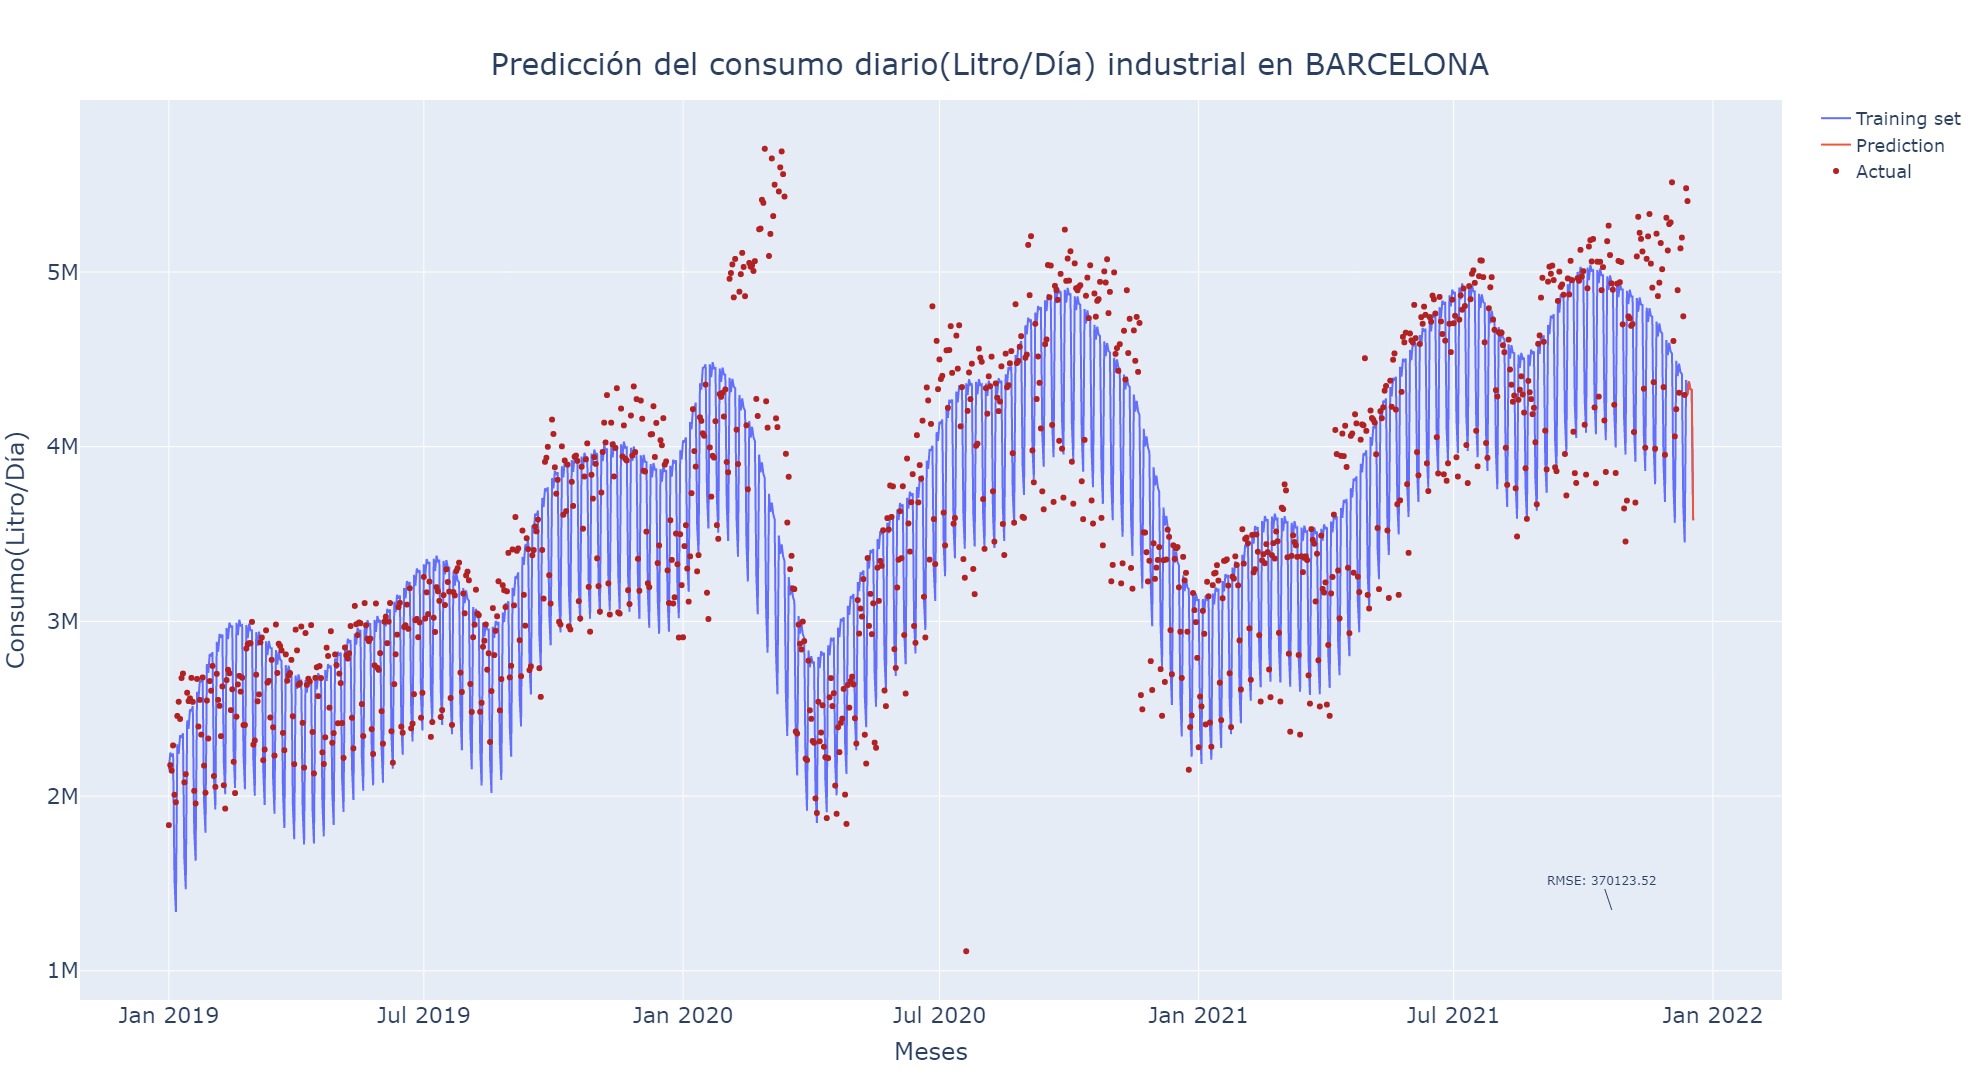 Predicción del consumo diario(Litro/Día) industrial en BARCELONA
Training set
Prediction
Actual
Consumo(Litro/Día)
5M
4M
3M
2M
1M
RMSE: 370123.52
Jan 2019
Jul 2019
Jan 2020
Jul 2020
Jan 2021
Jul 2021
Jan 2022
Meses